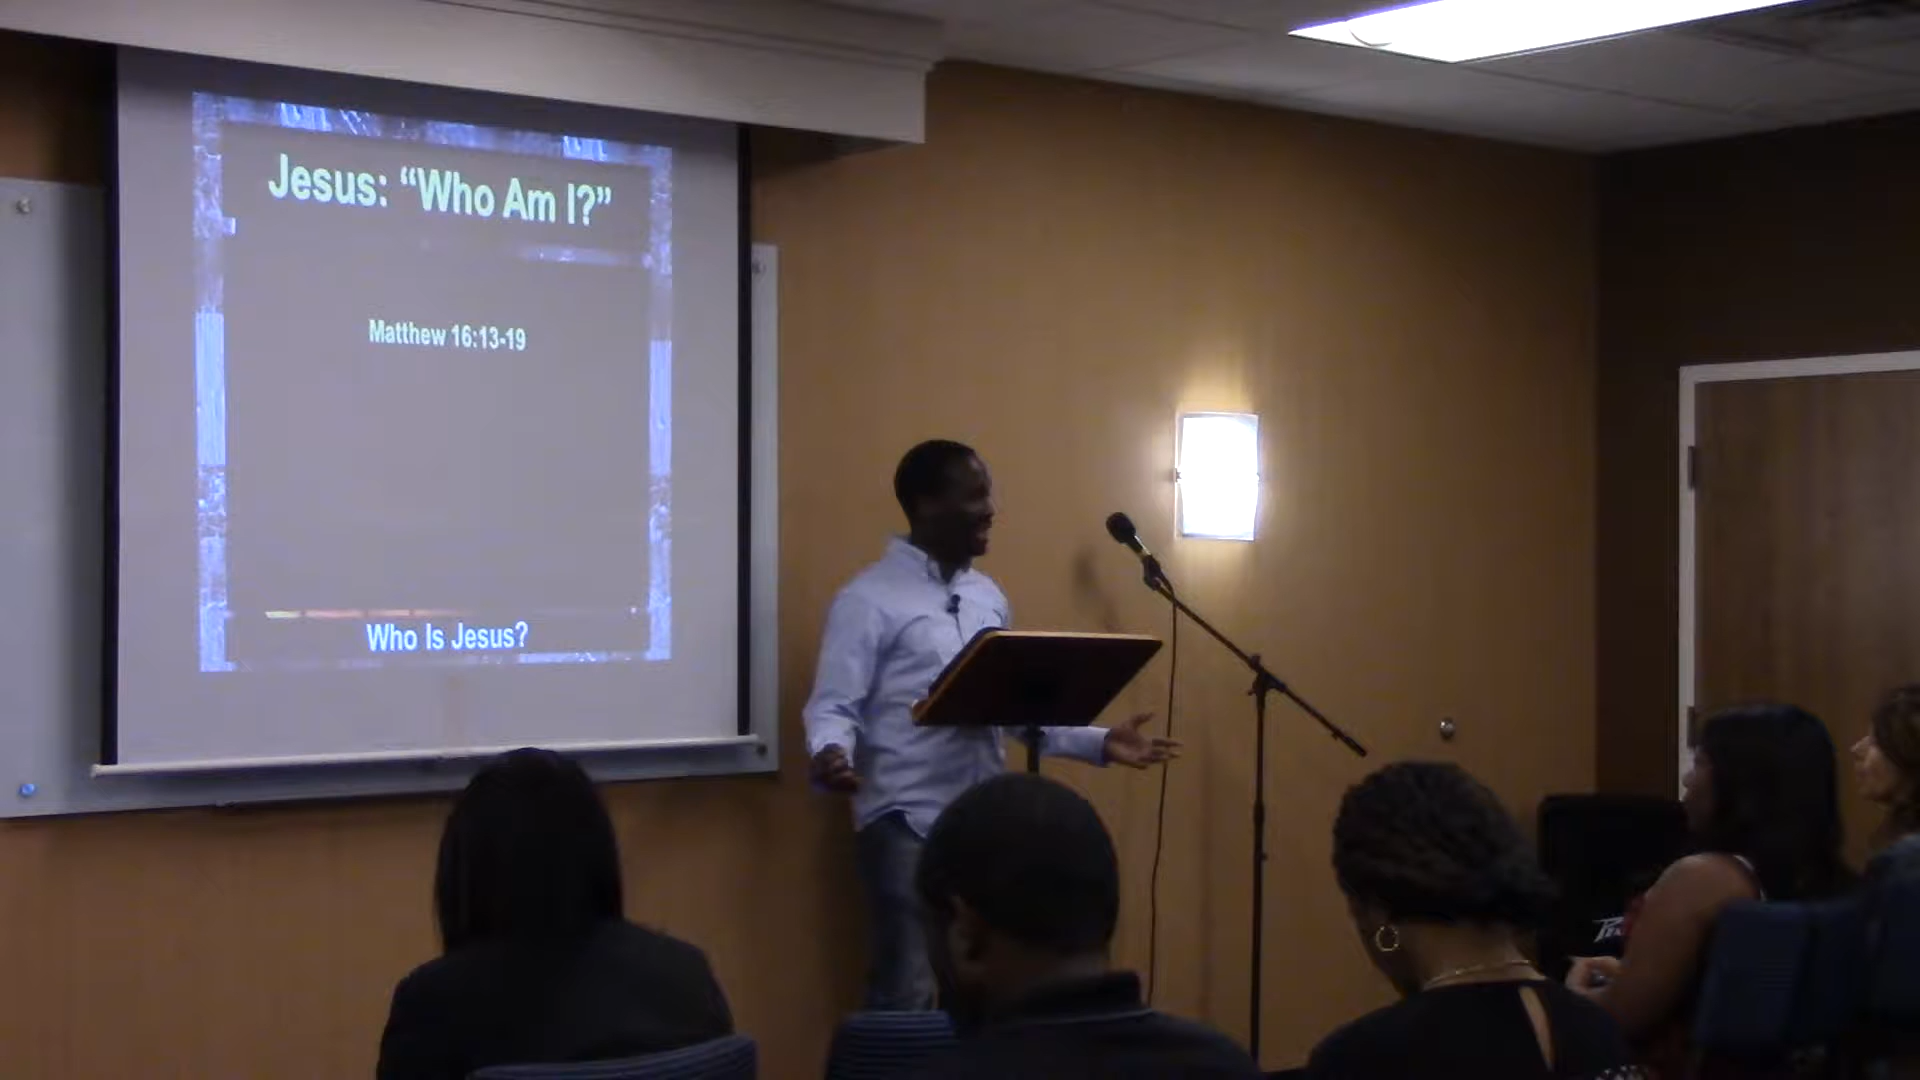 Jesus: “Who Am I?”
Matthew 16:13-19
Who Is Jesus?